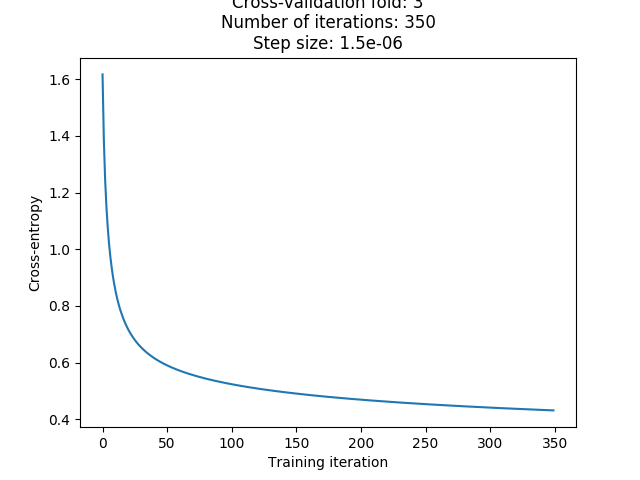 Cross-validation fold: 3
Number of iterations: 350
Step size: 1.5e-06
1.6
1.4
1.2
1.0
0.8
0.6
0.4
Cross-entropy
0 50 100 150 200 250 300 350
Training iteration